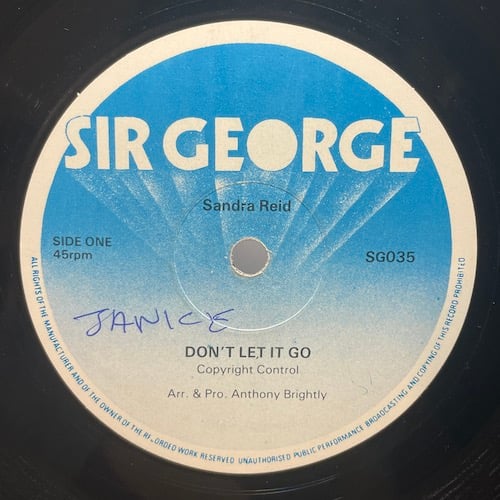 SIR GEORGE
Sandra Reid
SIDE ONE
45rpm
SG035
JANICE
DON'T LET IT GO
Copyright Control
Arr. & Pro. Anthony Brightly
ALL RIGHTS OF THE MANUFACTURER AND OF THE OWNER OF THE RE-ORDED WORK RESERVED UNAUTHORISED PUBLIC PERFORMANCE BROADCASTING AND COPYING OF THIS RECORD PROHIBITED